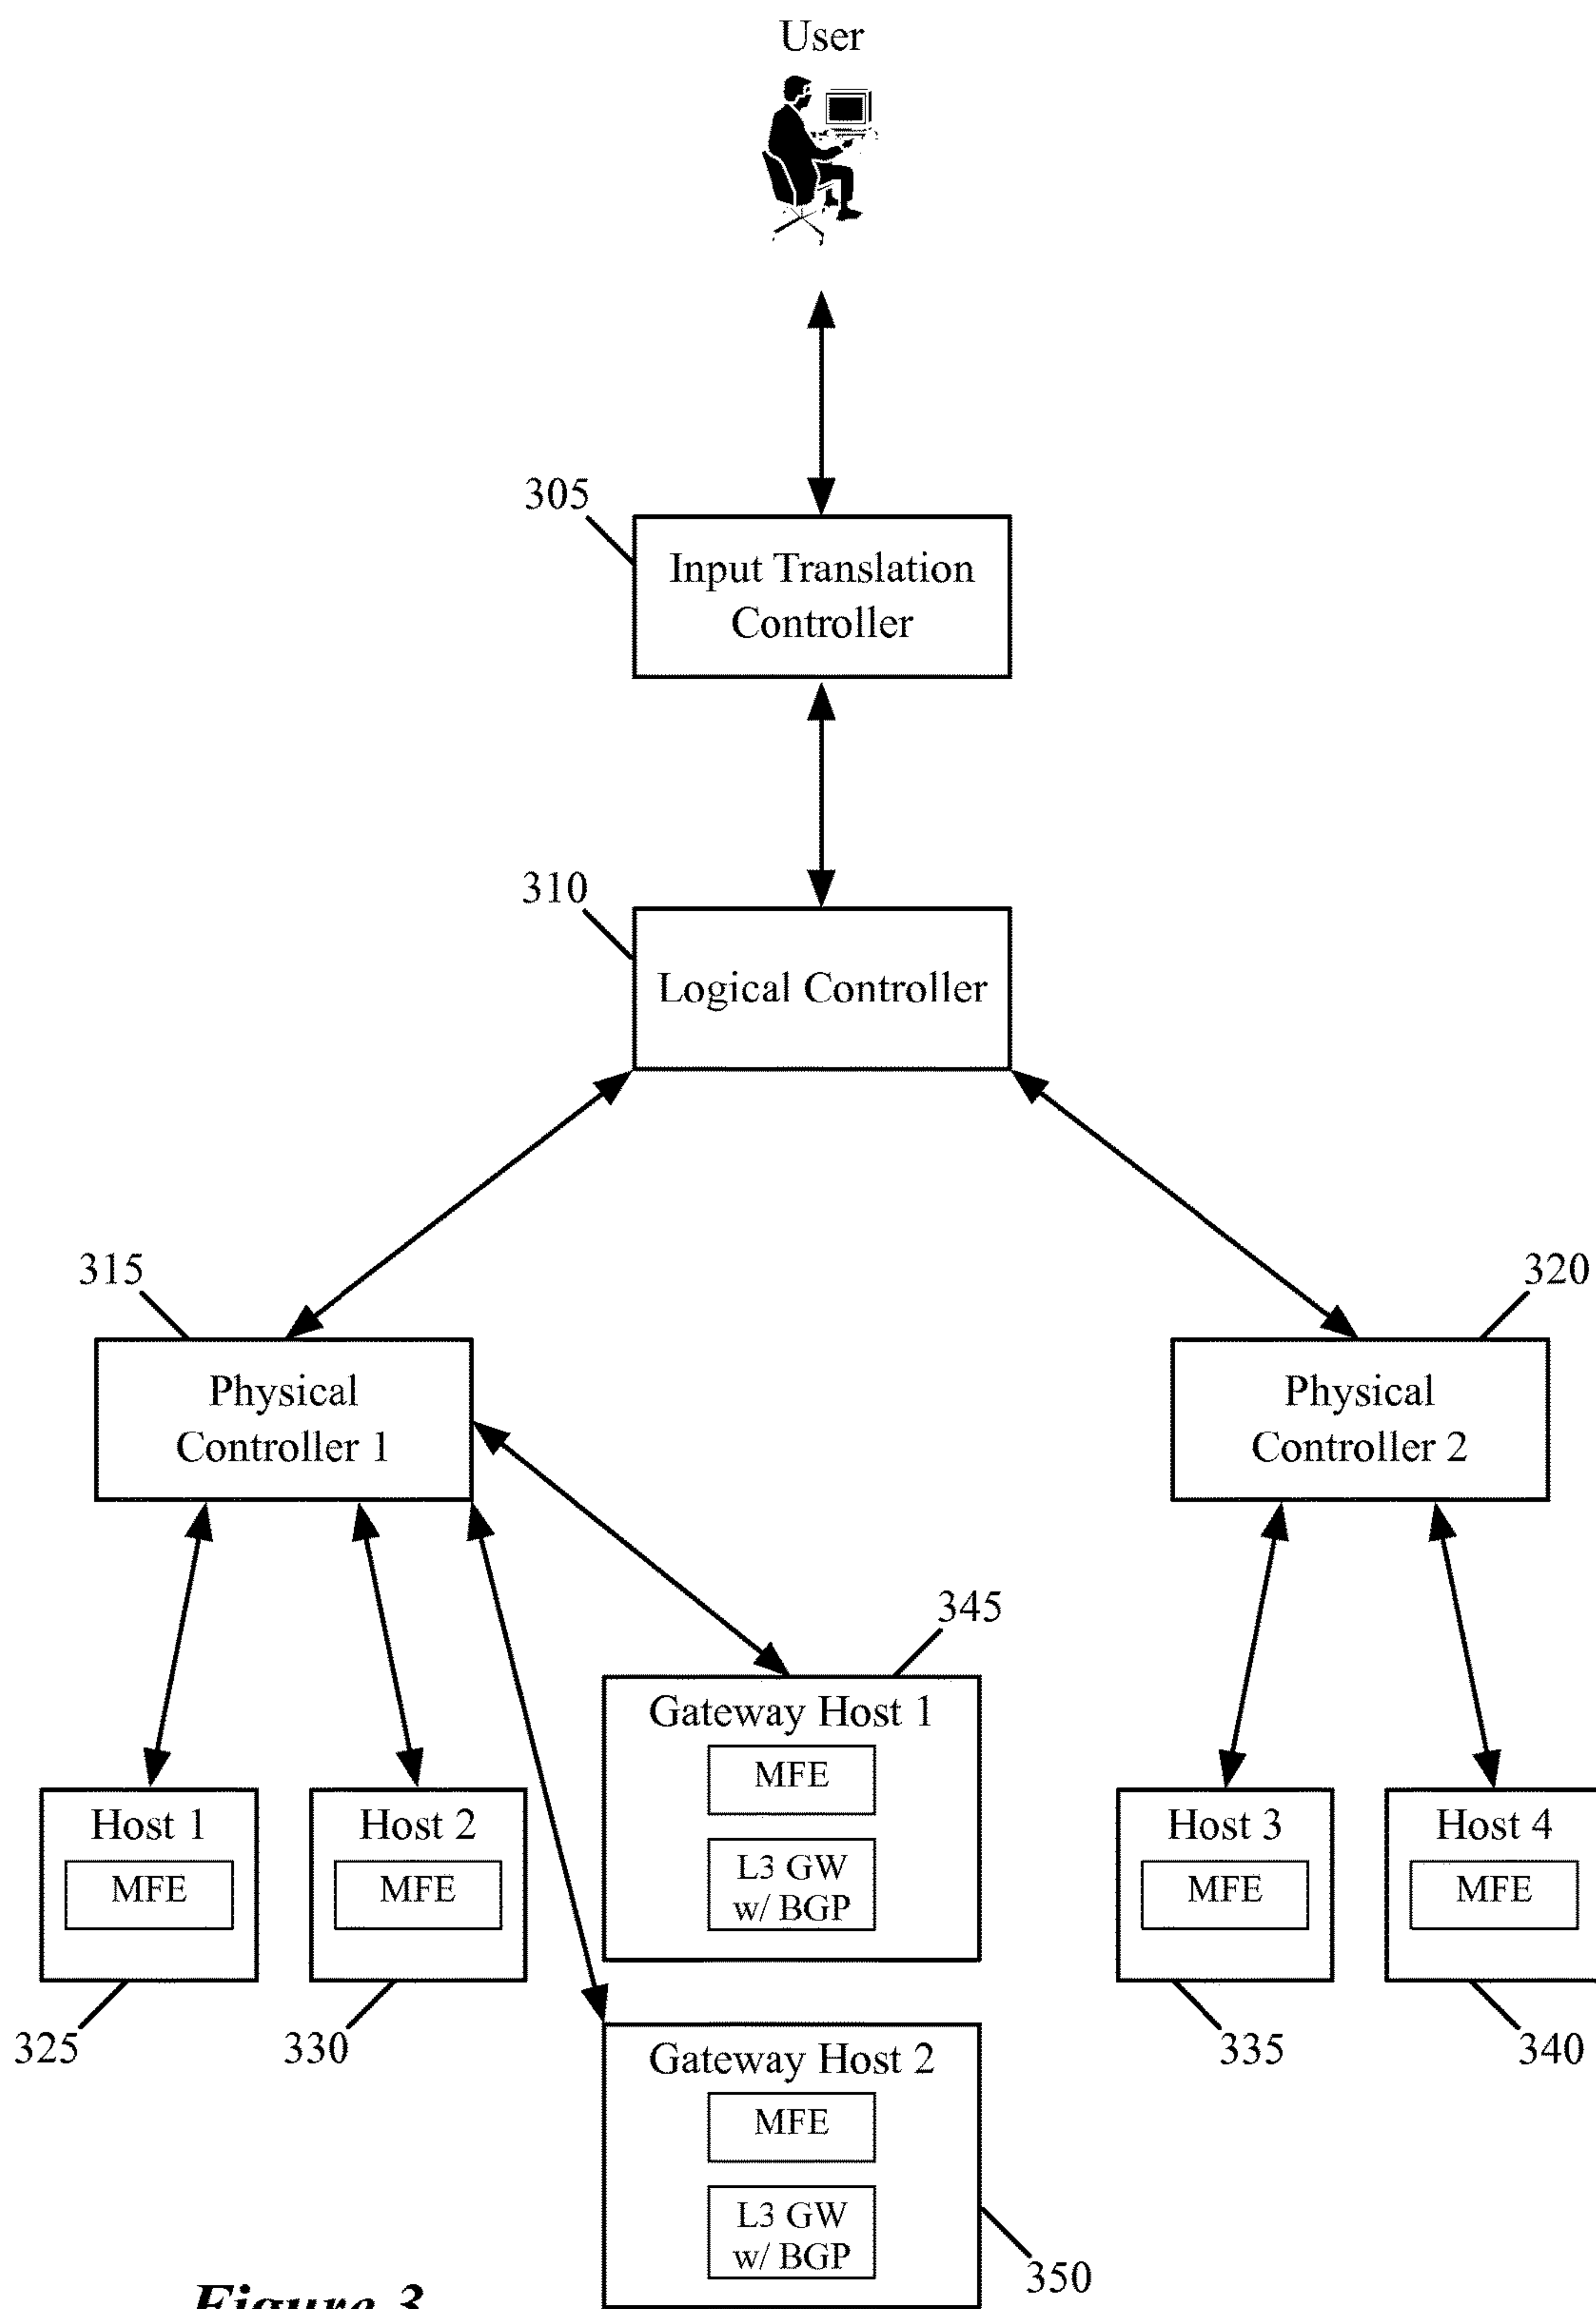 User
305
Input Translation
Controller
310
Logical Controller
315
320
Physical
Controller 1
Physical
Controller 2
345
Gateway Host 1
MFE
L3 GW
w/ BGP
Host 1
MFE
Host 2
MFE
Host 3
MFE
Host 4
MFE
325
330
335
340
Gateway Host 2
MFE
L3 GW
w/ BGP
350
Figure 3